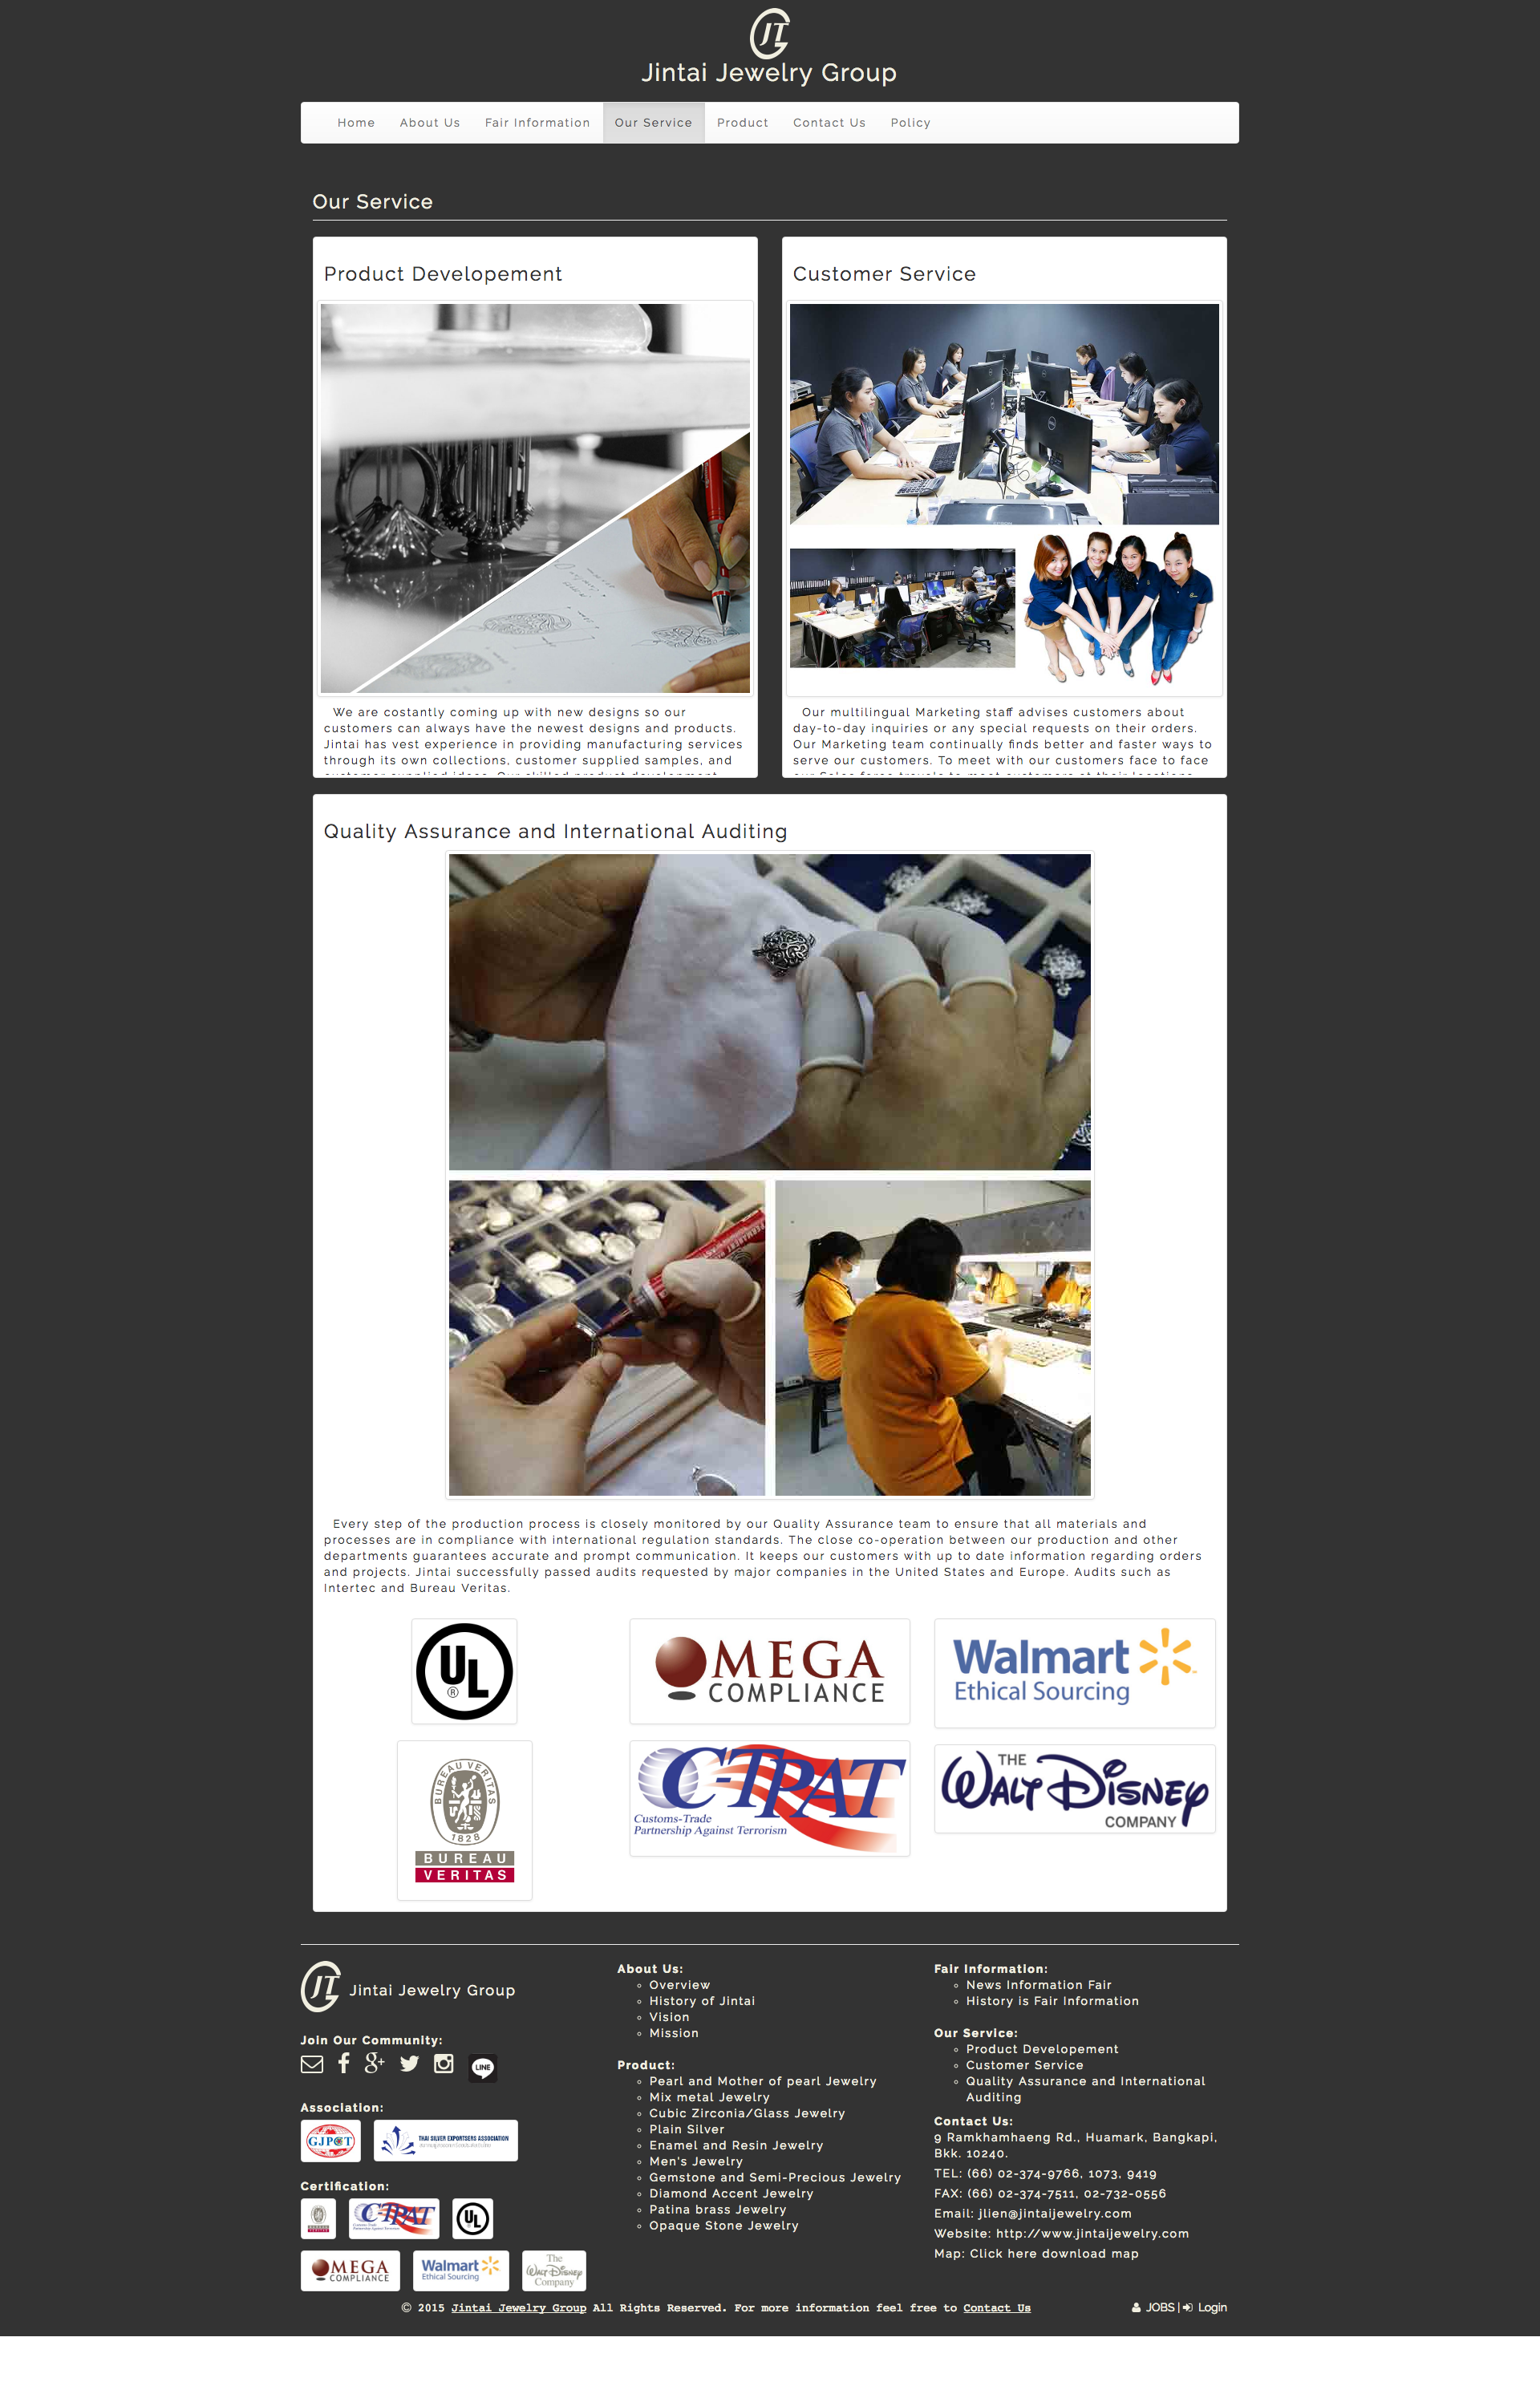 JT
Jintai Jewelry Group
Home About Us Fair Information Our Service Product Contact Us Policy
Our Service
Product Developement
We are costantly coming up with new designs so our
customers can always have the newest designs and products.
Jintai has vest experience in providing manufacturing services
through its own collections, customer supplied samples, and
Customer Service
Our multilingual Marketing staff advises customers about
day-to-day inquiries or any special requests on their orders.
Our Marketing team continually finds better and faster ways to
serve our customers. To meet with our customers face to face
Quality Assurance and International Auditing
Every step of the production process is closely monitored by our Quality Assurance team to ensure that all materials and
processes are in compliance with international regulation standards. The close co-operation between our production and other
departments guarantees accurate and prompt communication. It keeps our customers with up to date information regarding orders
and projects. Jintai successfully passed audits requested by major companies in the United States and Europe. Audits such as
Intertec and Bureau Veritas.
UL
®
OMEGA
COMPLIANCE
Walmart
Ethical Sourcing
BUREAU VERITAS
1828
BUREAU
VERITAS
C-TPAT
Customs-Trade
Partnership Against Terrorism
THE
WALT DISNEY
COMPANY
JT Jintai Jewelry Group
Join Our Community:
LINE
Association:
GJPCT
THAI SILVER EXPORTSERS ASSOCIATION
Certification:
C-TPAT
UL
OMEGA
COMPLIANCE
Walmart
Ethical Sourcing
The
Walt Disney
Company
About Us:
Overview
History of Jintai
Vision
Mission
Product:
Pearl and Mother of pearl Jewelry
Mix metal Jewelry
Cubic Zirconia/Glass Jewelry
Plain Silver
Enamel and Resin Jewelry
Men's Jewelry
Gemstone and Semi-Precious Jewelry
Diamond Accent Jewelry
Patina brass Jewelry
Opaque Stone Jewelry
Fair Information:
News Information Fair
History is Fair Information
Our Service:
Product Developement
Customer Service
Quality Assurance and International
Auditing
Contact Us:
9 Ramkhamhaeng Rd., Huamark, Bangkapi,
Bkk. 10240.
TEL: (66) 02-374-9766, 1073, 9419
FAX: (66) 02-374-7511, 02-732-0556
Email: jlien@jintaijewelry.com
Website: http://www.jintaijewelry.com
Map: Click here download map
© 2015 Jintai Jewelry Group All Rights Reserved. For more information feel free to Contact Us
JOBS | Login